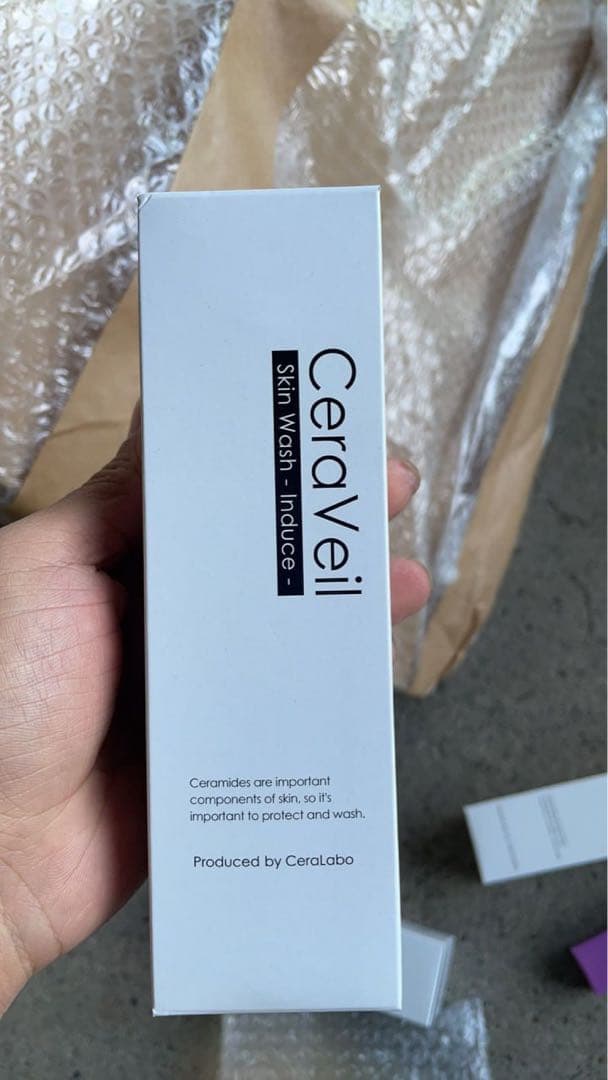 CeraVeil
Skin Wash - Induce -
Ceramides are important
components of skin, so it's
important to protect and wash.
Produced by CeraLabo